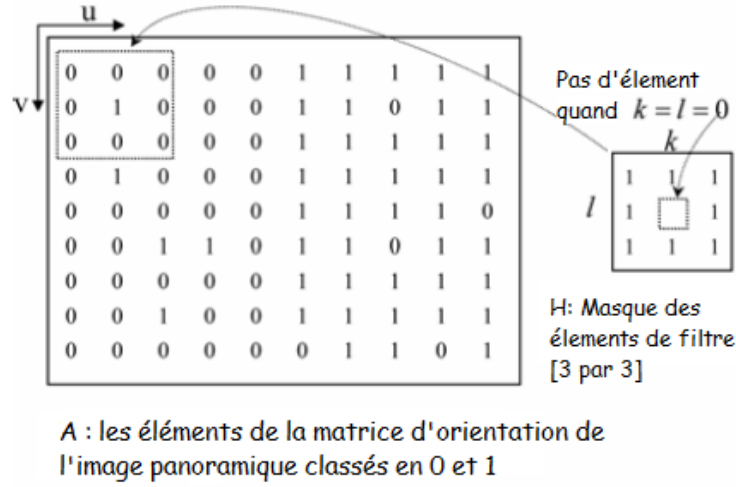 u
v
0 0 0 0 0 1 1 1 1 1
0 1 0 0 0 1 1 0 1 1
0 0 0 0 0 1 1 1 1 1
0 1 0 0 0 1 1 1 1 1
0 0 0 0 0 1 1 1 1 0
0 0 1 1 0 1 1 0 1 1
0 0 0 0 0 1 1 1 1 1
0 0 1 0 0 1 1 1 1 1
0 0 0 0 0 0 1 1 0 1
Pas d'élement
quand k = l = 0
k
l
1 1 1
1 1
1 1 1
H: Masque des
élements de filtre
[3 par 3]
A : les éléments de la matrice d'orientation de
l'image panoramique classés en 0 et 1